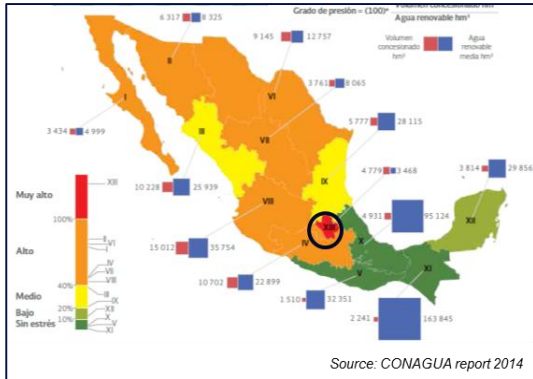 Grado de presión = (100)* Volumen concesionado hm³
Agua renovable hm³
Volumen concesionado hm³
Agua renovable media hm³
6 317
8 325
9 145
12 757
3 761
8 065
5 777
28 115
4 779
3 468
3 814
29 856
4 931
95 124
3 434
4 999
10 228
25 939
15 012
35 754
10 702
22 899
1 510
32 351
2 241
163 845
I
II
III
IV
V
VI
VII
VIII
IX
X
XI
XII
XIII
Muy alto
XIII
100%
II
VI
I
Alto
IV
VII
VIII
40%
III
Medio
IX
20%
Bajo
XII
10%
X
Sin estrés
V
XI
Source: CONAGUA report 2014